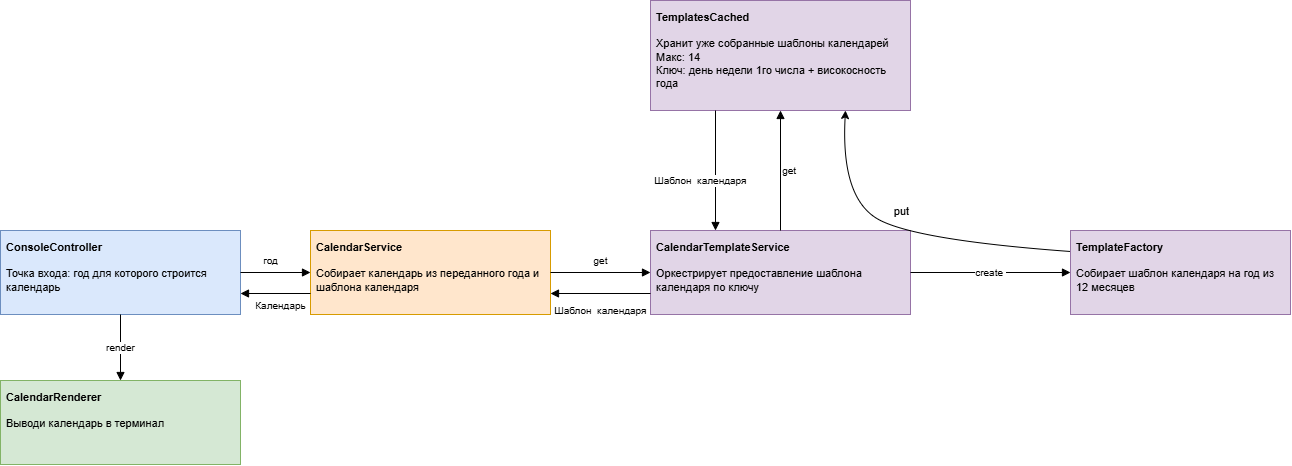 TemplatesCached
Хранит уже собранные шаблоны календарей
Макс: 14
Ключ: день недели 1го числа + високосность
года
Шаблон календаря
get
put
ConsoleController
Точка входа: год для которого строится
календарь
год
Календарь
CalendarService
Собирает календарь из переданного года и
шаблона календаря
get
Шаблон календаря
CalendarTemplateService
Оркестрирует предоставление шаблона
календаря по ключу
create
TemplateFactory
Собирает шаблон календаря на год из
12 месяцев
render
CalendarRenderer
Выводи календарь в терминал